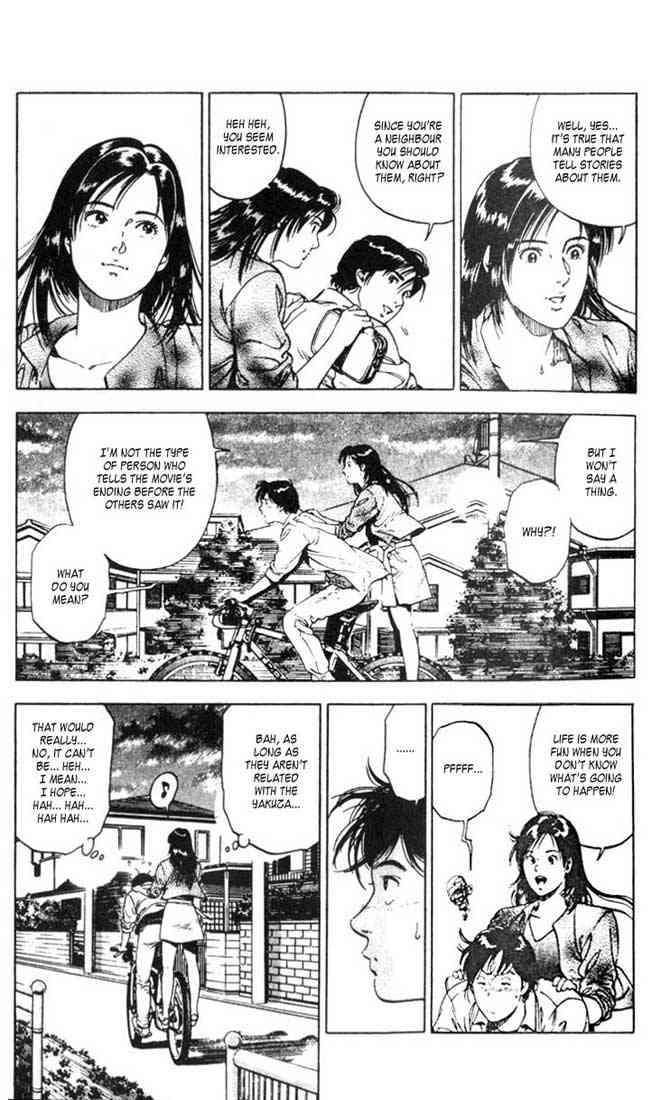 WELL, YES...
IT'S TRUE THAT
MANY PEOPLE
TELL STORIES
ABOUT THEM.
SINCE YOU'RE
A NEIGHBOUR
YOU SHOULD
KNOW ABOUT
THEM, RIGHT?
HEH HEH,
YOU SEEM
INTERESTED.
BUT I
WON'T
SAY A
THING.
WHY?!
I'M NOT THE TYPE
OF PERSON WHO
TELLS THE MOVIE'S
ENDING BEFORE THE
OTHERS SAW IT!
WHAT
DO YOU
MEAN?
LIFE IS MORE
FUN WHEN YOU
DON'T KNOW
WHAT'S GOING
TO HAPPEN!
PFFFF...
......
BAH, AS
LONG AS
THEY AREN'T
RELATED
WITH THE
YAKUZA...
THAT WOULD
REALLY...
NO, IT CAN'T
BE... HEH...
I MEAN...
I HOPE...
HAH... HAH...
HAH HAH...